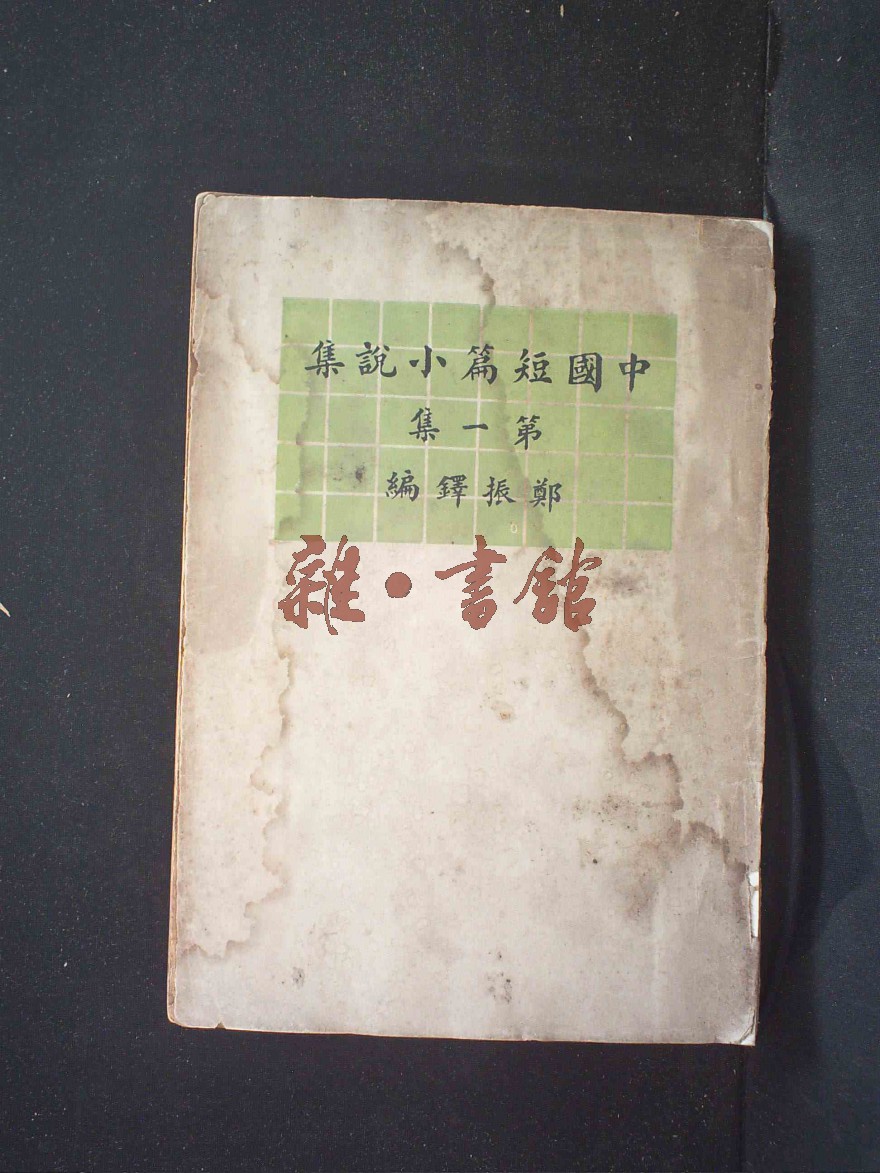 中國短篇小說集
第一集
鄭振鐸編
雜•書館